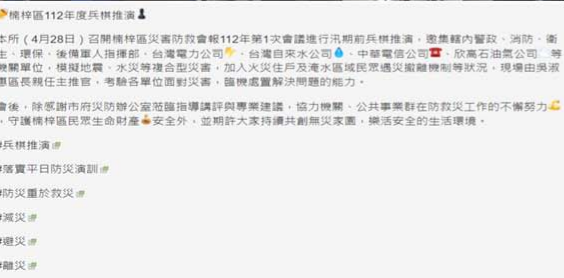 楠梓區112年度兵棋推演
本所（4月28日）召開楠梓區災害防救會報112年第1次會議進行汛期前兵棋推演，邀集轄內警政、消防、衛
生、環保、後備軍人指揮部、台灣電力公司、台灣自來水公司、中華電信公司、欣高石油氣公司等
機關單位，模擬地震、水災等複合型災害，加入火災住戶及淹水區域民眾遇災撤離機制等狀況，現場由吳淑
惠區長親任主推官，考驗各單位面對災害，臨機處置解決問題的能力。
會後，除感謝市府災防辦公室蒞臨指導講評與專業建議，協力機關、公共事業群在防救災工作的不懈努力
，守護楠梓區民眾生命財產安全外，並期許大家持續共創無災家園，樂活安全的生活環境。
#兵棋推演
#落實平日防災演訓
#防災重於救災
#減災
#避災
#離災